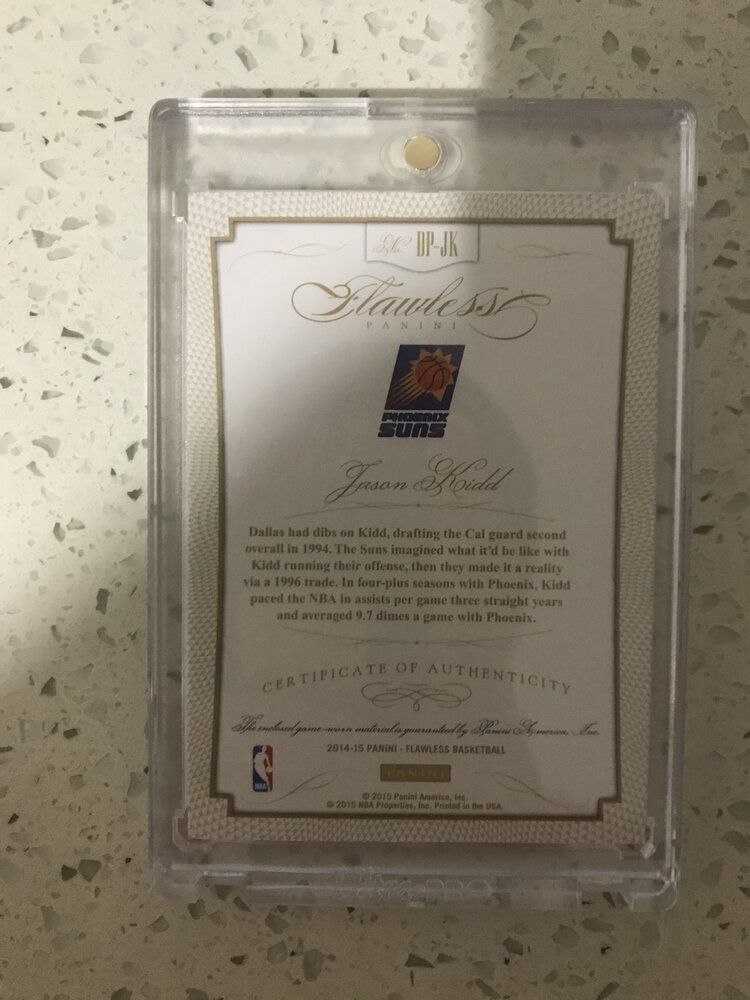 No. DP-JK
Flawless
PANINI
PHOENIX
SUNS
Jason Kidd
Dallas had dibs on Kidd, drafting the Cal guard second
overall in 1994. The Suns imagined what it'd be like with
Kidd running their offense, then they made it a reality
via a 1996 trade. In four-plus seasons with Phoenix, Kidd
paced the NBA in assists per game three straight years
and averaged 9.7 dimes a game with Phoenix.
CERTIFICATE OF AUTHENTICITY
The enclosed game-worn material is guaranteed by Panini America, Inc.
2014-15 PANINI - FLAWLESS BASKETBALL
NBA
PANINI
© 2015 Panini America, Inc.
© 2015 NBA Properties, Inc. Printed in the USA.
PRO